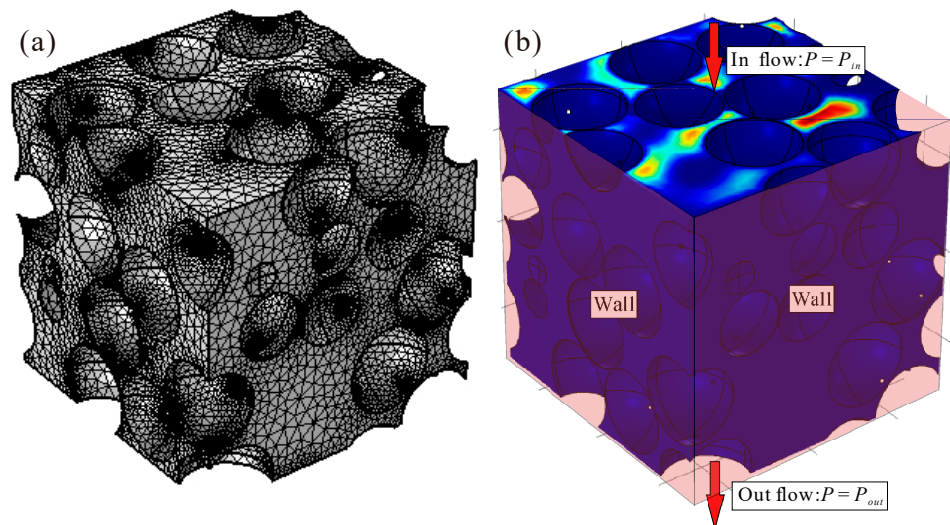 (a)
(b)
In flow:P = P_in
Wall
Wall
Out flow:P = P_out